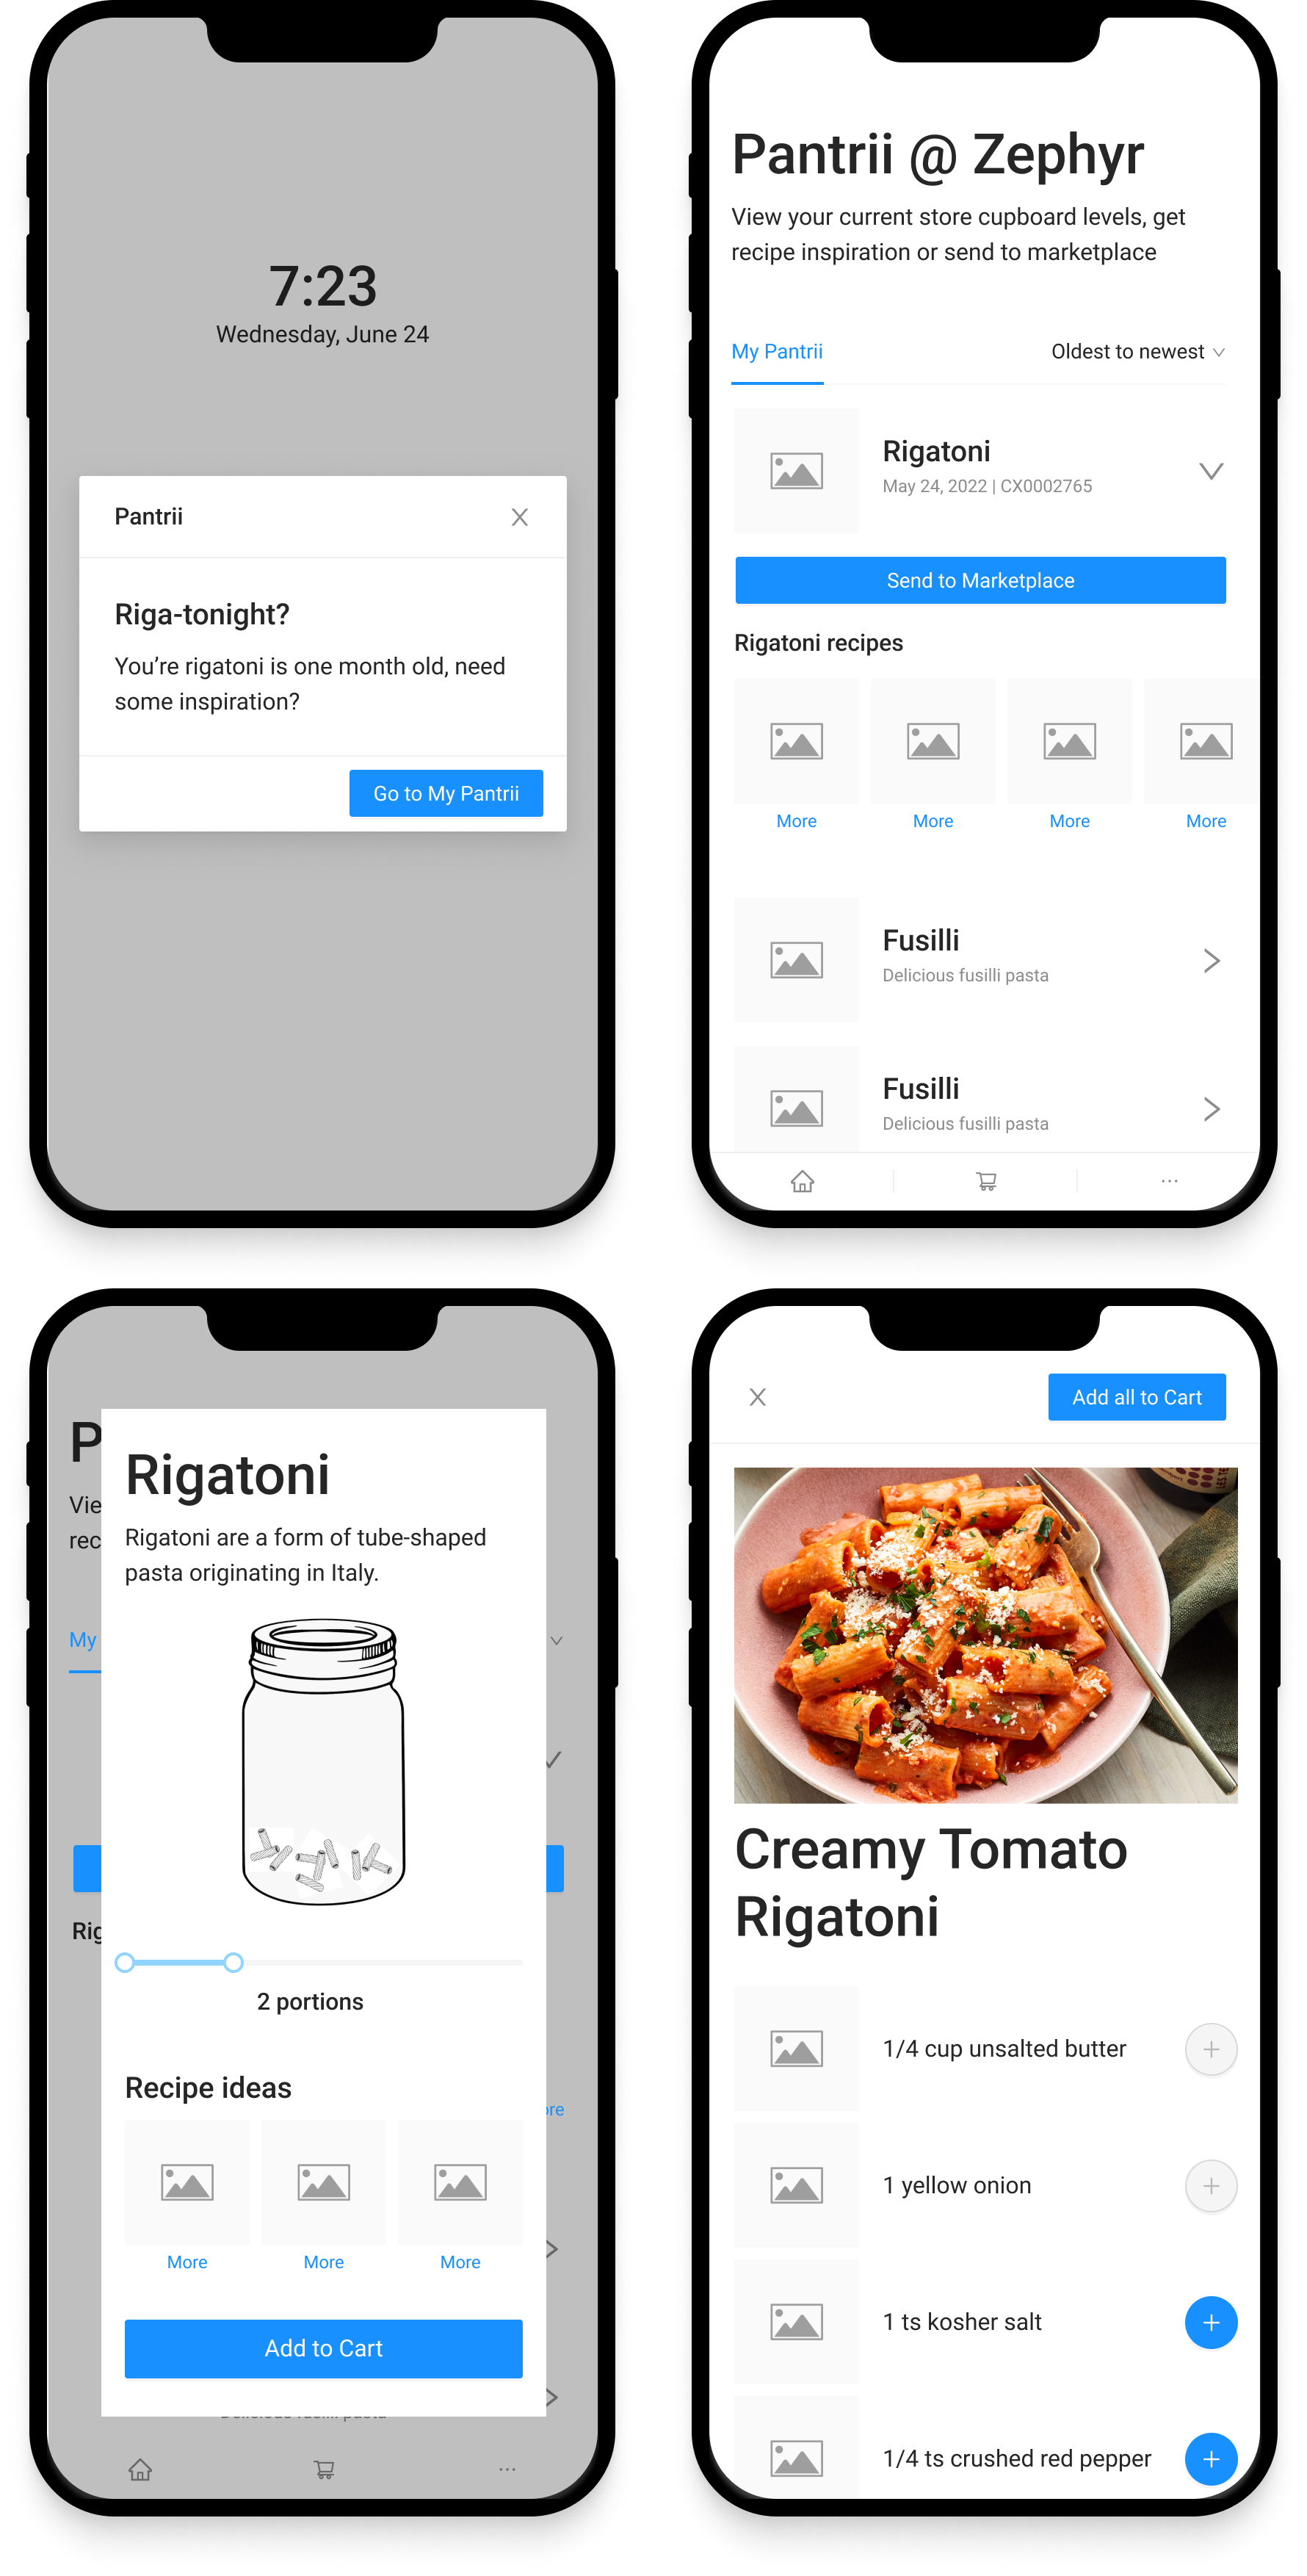 7:23
Wednesday, June 24
Pantrii
Riga-tonight?
You’re rigatoni is one month old, need
some inspiration?
Go to My Pantrii
Pantrii @ Zephyr
View your current store cupboard levels, get
recipe inspiration or send to marketplace
My Pantrii
Oldest to newest
Rigatoni
May 24, 2022 | CX0002765
Send to Marketplace
Rigatoni recipes
More More More More
Fusilli
Delicious fusilli pasta
Fusilli
Delicious fusilli pasta
P
Vie
rec
My
Rig
Rigatoni
Rigatoni are a form of tube-shaped
pasta originating in Italy.
2 portions
Recipe ideas
More More More
ore
Add to Cart
Add all to Cart
Creamy Tomato
Rigatoni
1/4 cup unsalted butter
1 yellow onion
1 ts kosher salt
1/4 ts crushed red pepper